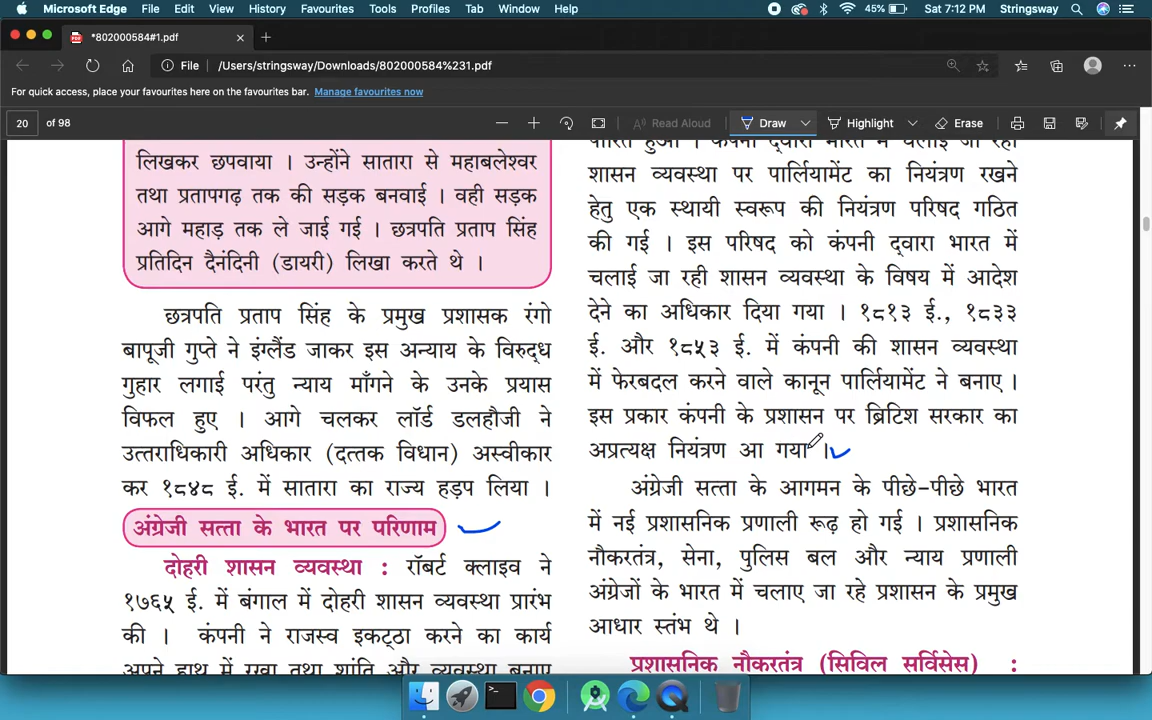 Microsoft Edge File Edit View History Favourites Tools Profiles Tab Window Help 45% Sat 7:12 PM Stringsway
*802000584#1.pdf
File /Users/stringsway/Downloads/802000584%231.pdf
For quick access, place your favourites here on the favourites bar. Manage favourites now
20 of 98 Read Aloud Draw Highlight Erase
लिखकर छपवाया । उन्होंने सातारा से महाबलेश्वर
तथा प्रतापगढ़ तक की सड़क बनवाई । वही सड़क
आगे महाड़ तक ले जाई गई । छत्रपति प्रताप सिंह
प्रतिदिन दैनंदिनी (डायरी) लिखा करते थे ।
छत्रपति प्रताप सिंह के प्रमुख प्रशासक रंगो
बापूजी गुप्ते ने इंग्लैंड जाकर इस अन्याय के विरुद्ध
गुहार लगाई परंतु न्याय माँगने के उनके प्रयास
विफल हुए । आगे चलकर लॉर्ड डलहौजी ने
उत्तराधिकारी अधिकार (दत्तक विधान) अस्वीकार
कर १८४८ ई. में सातारा का राज्य हड़प लिया ।
अंग्रेजी सत्ता के भारत पर परिणाम
दोहरी शासन व्यवस्था : रॉबर्ट क्लाइव ने
१७६५ ई. में बंगाल में दोहरी शासन व्यवस्था प्रारंभ
की । कंपनी ने राजस्व इकट्ठा करने का कार्य
अपने हाथ में रखा तथा शांति और व्यवस्था बनाए
पारित हुआ । कंपनी द्वारा भारत में चलाई जा रही
शासन व्यवस्था पर पार्लियामेंट का नियंत्रण रखने
हेतु एक स्थायी स्वरूप की नियंत्रण परिषद गठित
की गई । इस परिषद को कंपनी द्वारा भारत में
चलाई जा रही शासन व्यवस्था के विषय में आदेश
देने का अधिकार दिया गया । १८१३ ई., १८३३
ई. और १८५३ ई. में कंपनी की शासन व्यवस्था
में फेरबदल करने वाले कानून पार्लियामेंट ने बनाए।
इस प्रकार कंपनी के प्रशासन पर ब्रिटिश सरकार का
अप्रत्यक्ष नियंत्रण आ गया ।
अंग्रेजी सत्ता के आगमन के पीछे-पीछे भारत
में नई प्रशासनिक प्रणाली रूढ़ हो गई । प्रशासनिक
नौकरतंत्र, सेना, पुलिस बल और न्याय प्रणाली
अंग्रेजों के भारत में चलाए जा रहे प्रशासन के प्रमुख
आधार स्तंभ थे ।
प्रशासनिक नौकरतंत्र (सिविल सर्विसेस) :